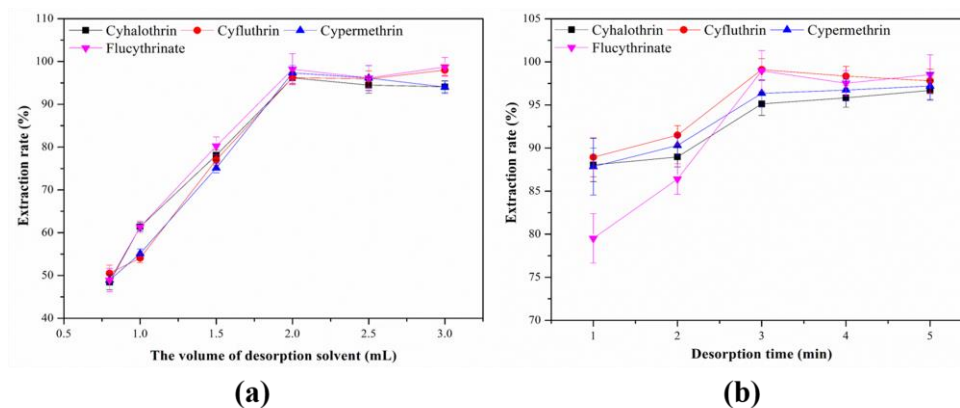 110
100
90
80
70
60
50
40
0.5
1.0
1.5
2.0
2.5
3.0
Extraction rate (%)
The volume of desorption solvent (mL)
Cyhalothrin Cyfluthrin Cypermethrin
Flucythrinate
(a)
105
100
95
90
85
80
75
70
1
2
3
4
5
Extraction rate (%)
Desorption time (min)
Cyhalothrin Cyfluthrin Cypermethrin
Flucythrinate
(b)